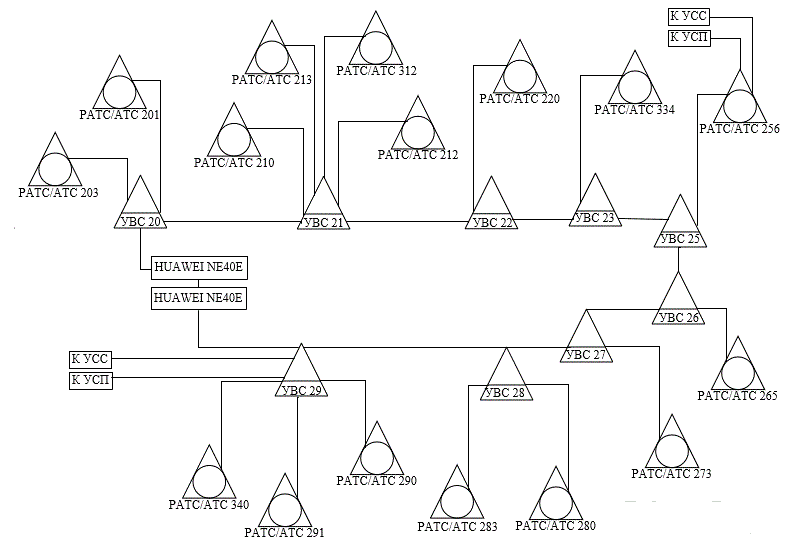 К УСС
К УСП
РАТС/АТС 213
РАТС/АТС 312
РАТС/АТС 220
РАТС/АТС 334
РАТС/АТС 201
РАТС/АТС 256
РАТС/АТС 210
РАТС/АТС 212
РАТС/АТС 203
УВС 20
УВС 21
УВС 22
УВС 23
УВС 25
HUAWEI NE40E
HUAWEI NE40E
УВС 26
УВС 27
К УСС
К УСП
УВС 29
УВС 28
РАТС/АТС 265
РАТС/АТС 273
РАТС/АТС 290
РАТС/АТС 340
РАТС/АТС 291
РАТС/АТС 283
РАТС/АТС 280